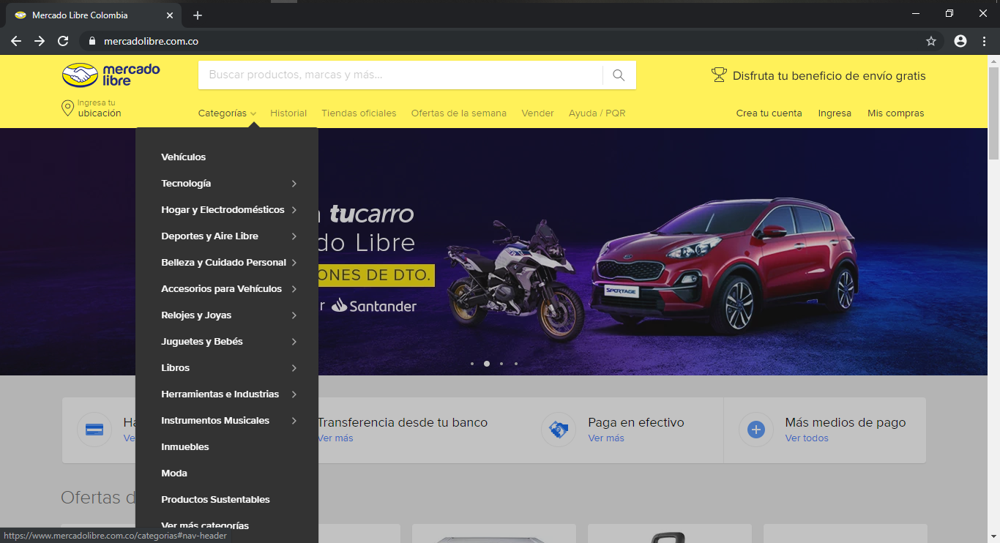 Mercado Libre Colombia
mercadolibre.com.co
mercado
libre
Buscar productos, marcas y más...
Disfruta tu beneficio de envío gratis
Ingresa tu
ubicación
Categorías Historial Tiendas oficiales Ofertas de la semana Vender Ayuda / PQR
Crea tu cuenta Ingresa Mis compras
Vehículos
Tecnología
Hogar y Electrodomésticos
Deportes y Aire Libre
Belleza y Cuidado Personal
Accesorios para Vehículos
Relojes y Joyas
Juguetes y Bebés
Libros
Herramientas e Industrias
Instrumentos Musicales
Inmuebles
Moda
Productos Sustentables
Ver más categorías
tucarro
do Libre
ONES DE DTO.
r Santander
KIA
SPORTAGE
Transferencia desde tu banco
Ver más
Paga en efectivo
Ver más
Más medios de pago
Ver todos
Ofertas d
https://www.mercadolibre.com.co/categorias#nav-header